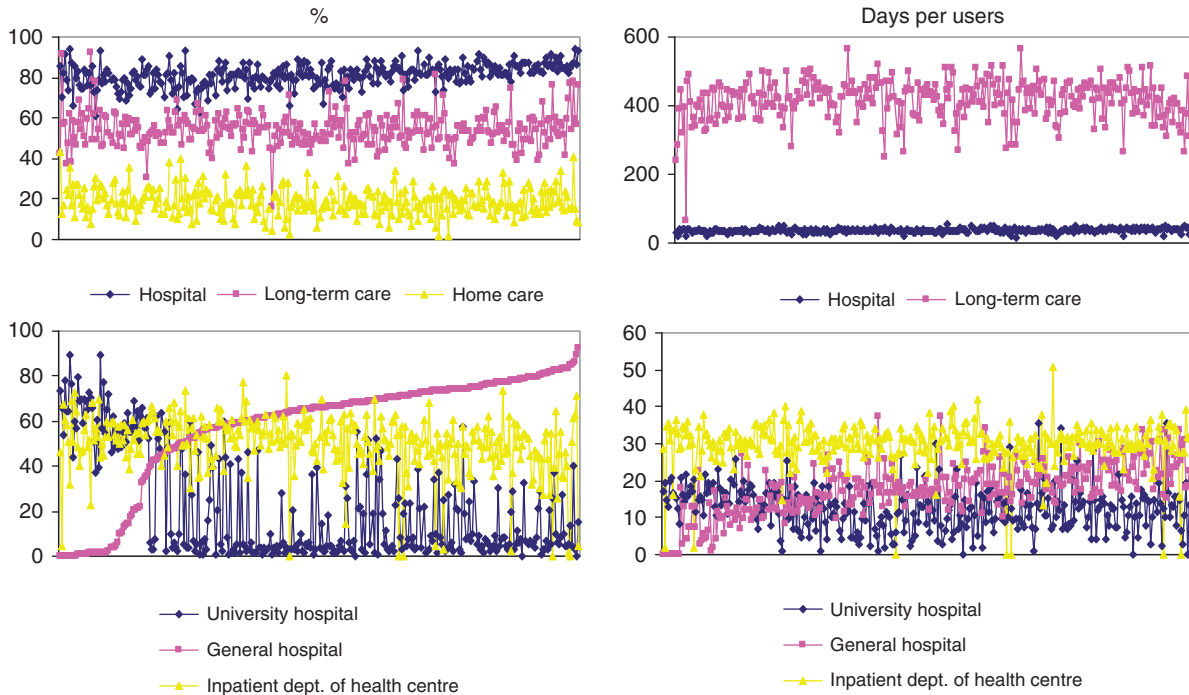 %
100
80
60
40
20
0
Hospital Long-term care Home care
Days per users
600
400
200
0
Hospital Long-term care
100
80
60
40
20
0
University hospital
General hospital
Inpatient dept. of health centre
60
50
40
30
20
10
0
University hospital
General hospital
Inpatient dept. of health centre